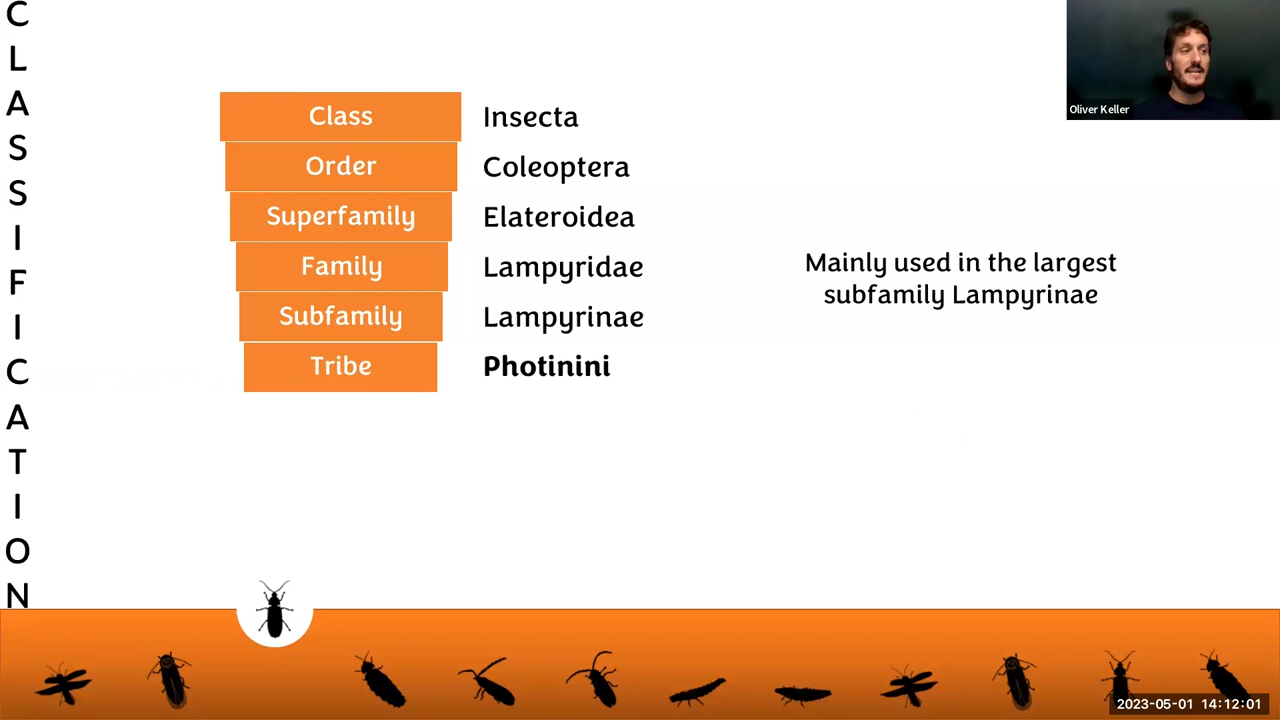 CLASSIFICATION
Class Insecta
Order Coleoptera
Superfamily Elateroidea
Family Lampyridae
Subfamily Lampyrinae
Tribe Photinini
Mainly used in the largest
subfamily Lampyrinae
Oliver Keller
2023-05-01 14:12:01